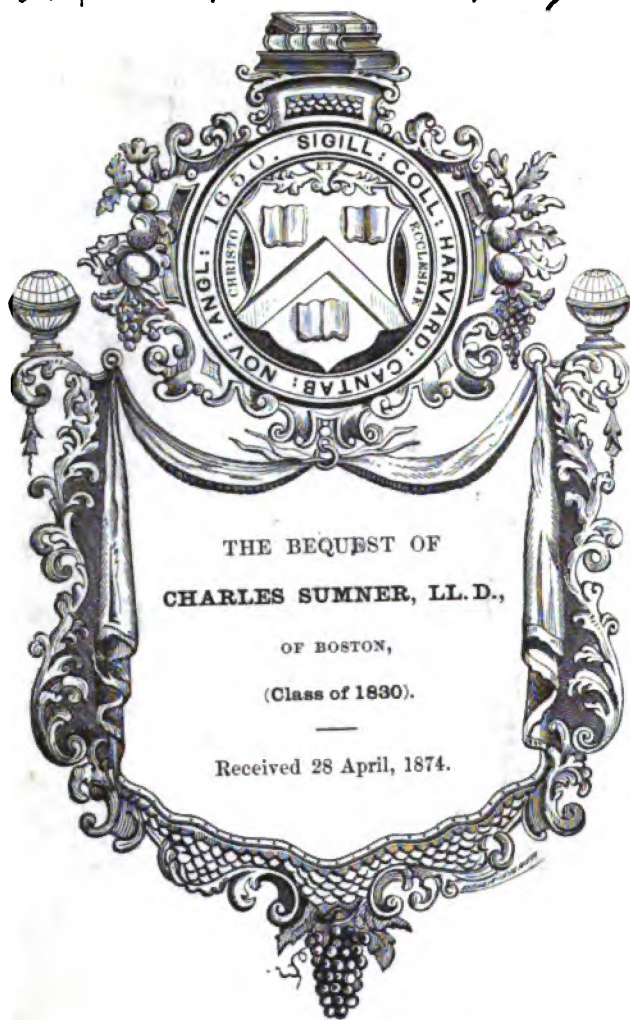 SIGILL: COLL: HARVARD: CANTAB: NOV: ANGL: 1650.
ET
CHRISTO
ECCLESIAE
THE BEQUEST OF
CHARLES SUMNER, LL. D.,
OF BOSTON,
(Class of 1830).
Received 28 April, 1874.